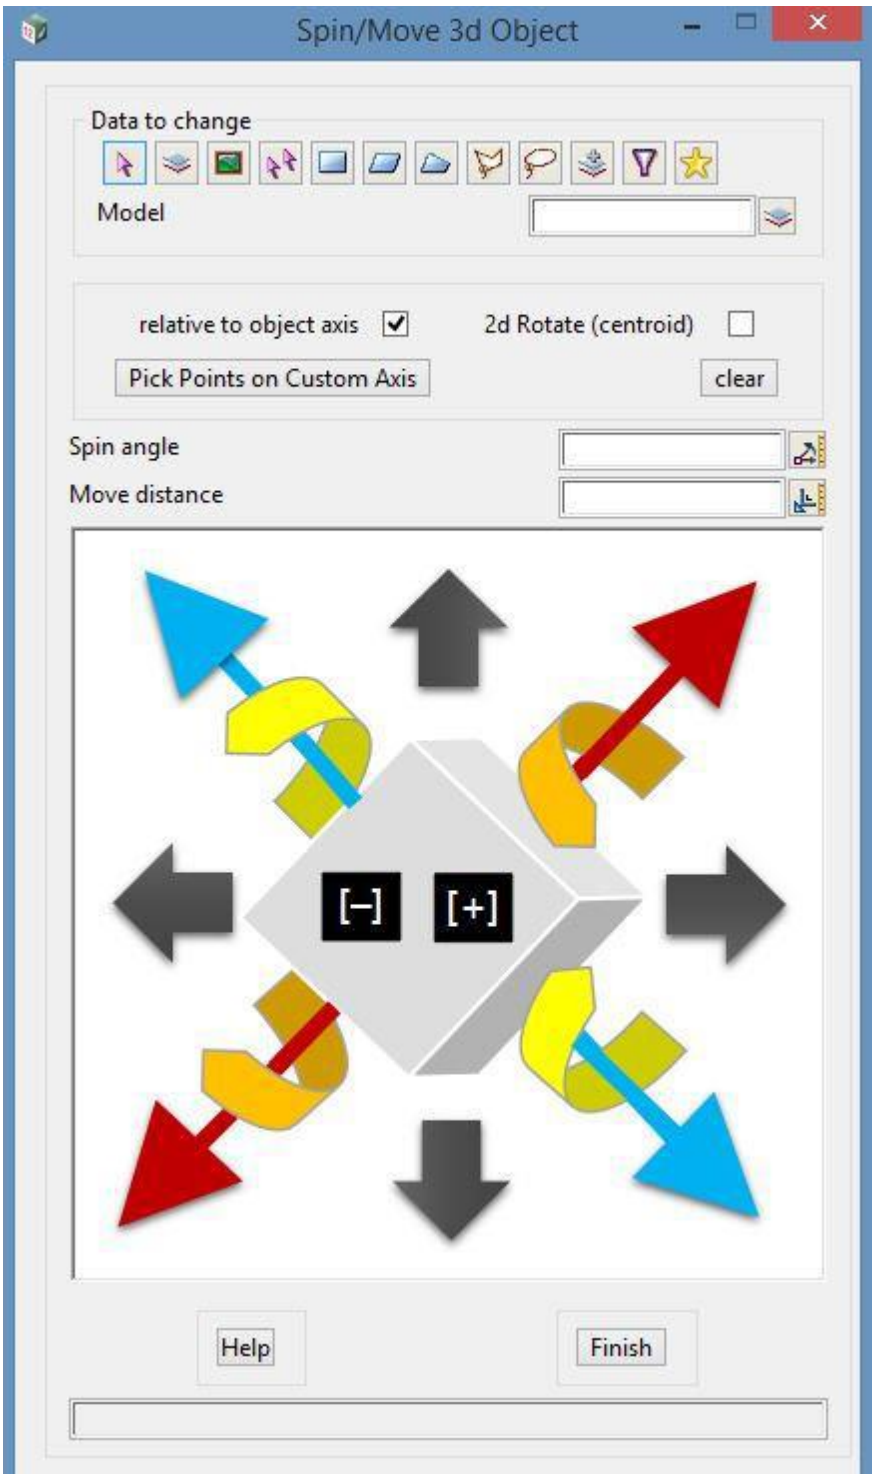 Spin/Move 3d Object
Data to change
Model
relative to object axis 2d Rotate (centroid)
Pick Points on Custom Axis clear
Spin angle
Move distance
[–] [+]
Help Finish